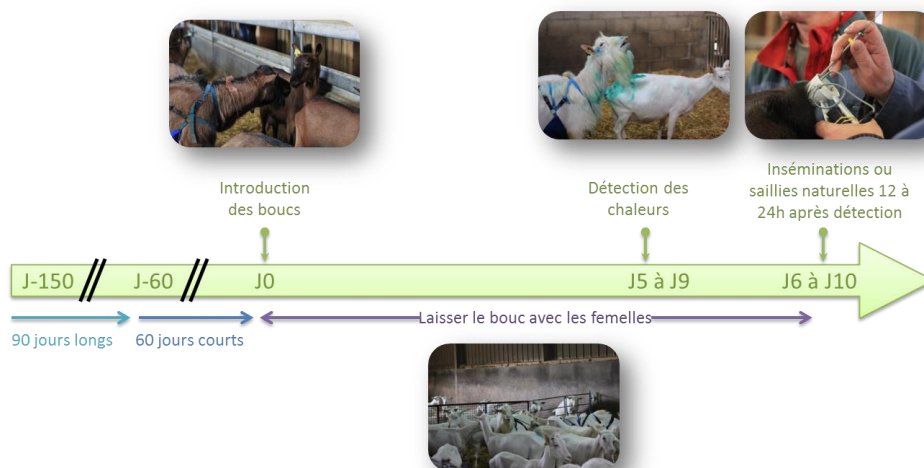 Introduction
des boucs
Détection des
chaleurs
Inséminations ou
saillies naturelles 12 à
24h après détection
J-150
J-60
J0
J5 à J9
J6 à J10
90 jours longs
60 jours courts
Laisser le bouc avec les femelles